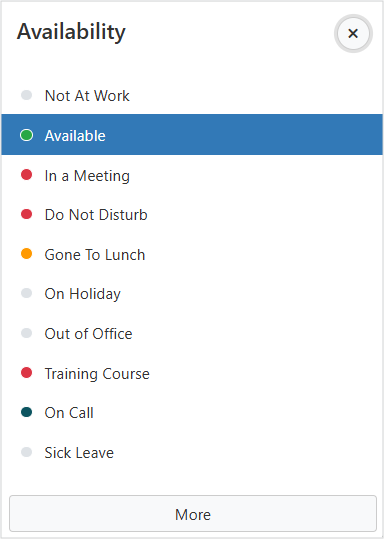 Availability
Not At Work
Available
In a Meeting
Do Not Disturb
Gone To Lunch
On Holiday
Out of Office
Training Course
On Call
Sick Leave
More